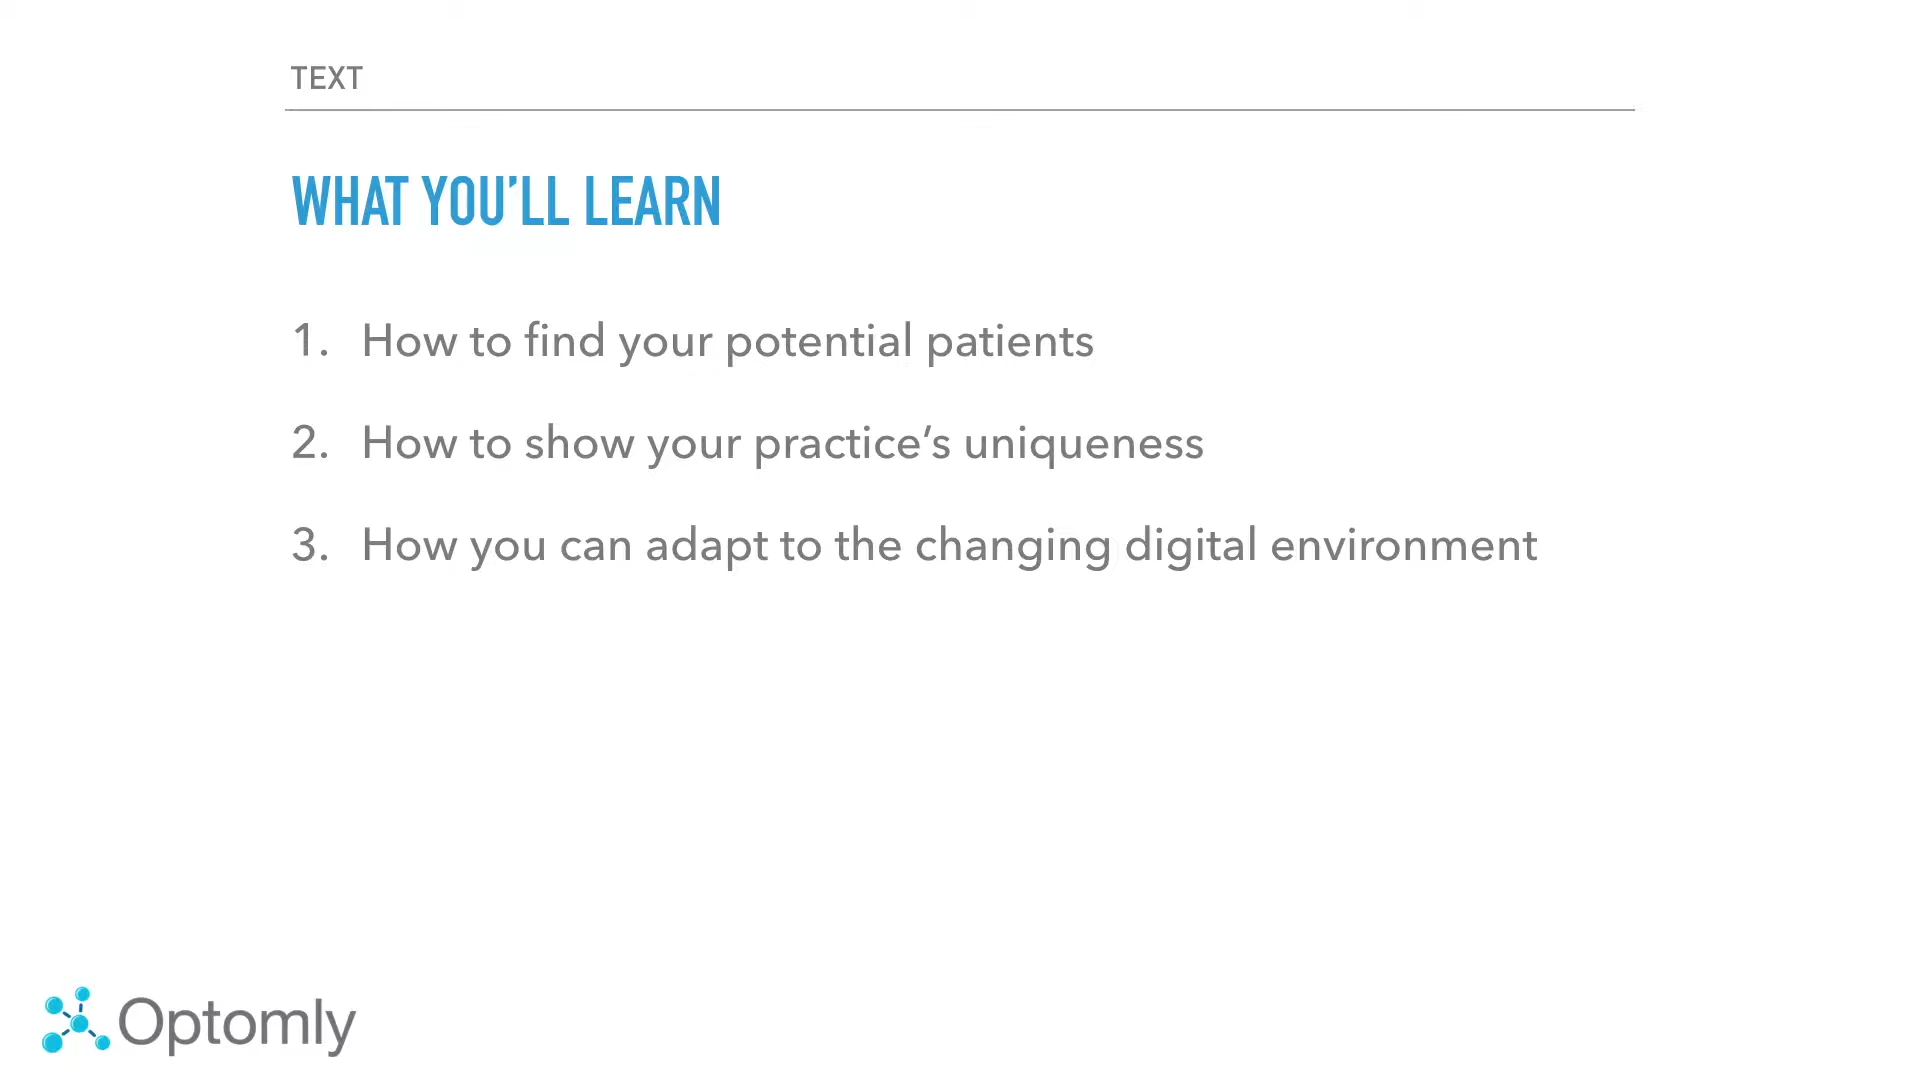 TEXT
WHAT YOU’LL LEARN
1. How to find your potential patients
2. How to show your practice’s uniqueness
3. How you can adapt to the changing digital environment
Optomly